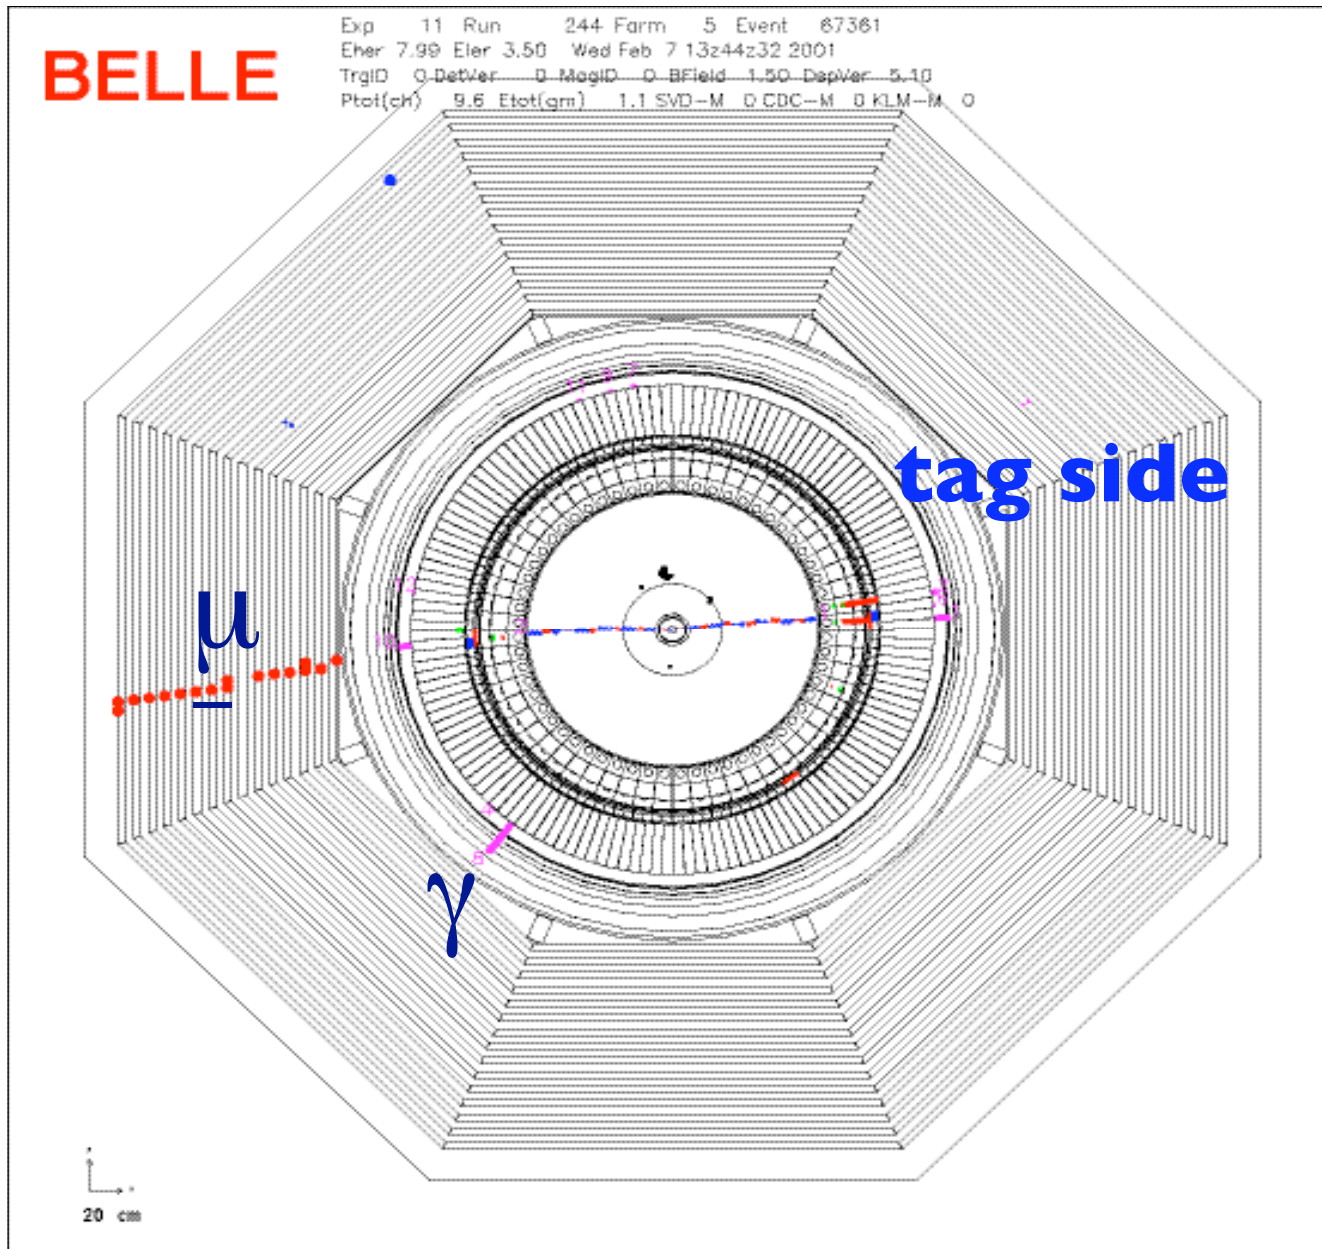 Exp 11 Run 244 Farm 5 Event 67361
Eher 7.99 Eler 3.50 Wed Feb 7 13z44z32 2001
TrgID 0 DetVer 0 MagID 0 BField 1.50 DspVer 5.10
Ptot(ch) 9.6 Etot(gm) 1.1 SVD-M 0 CDC-M 0 KLM-M 0
BELLE
tag side
μ
γ
20 cm